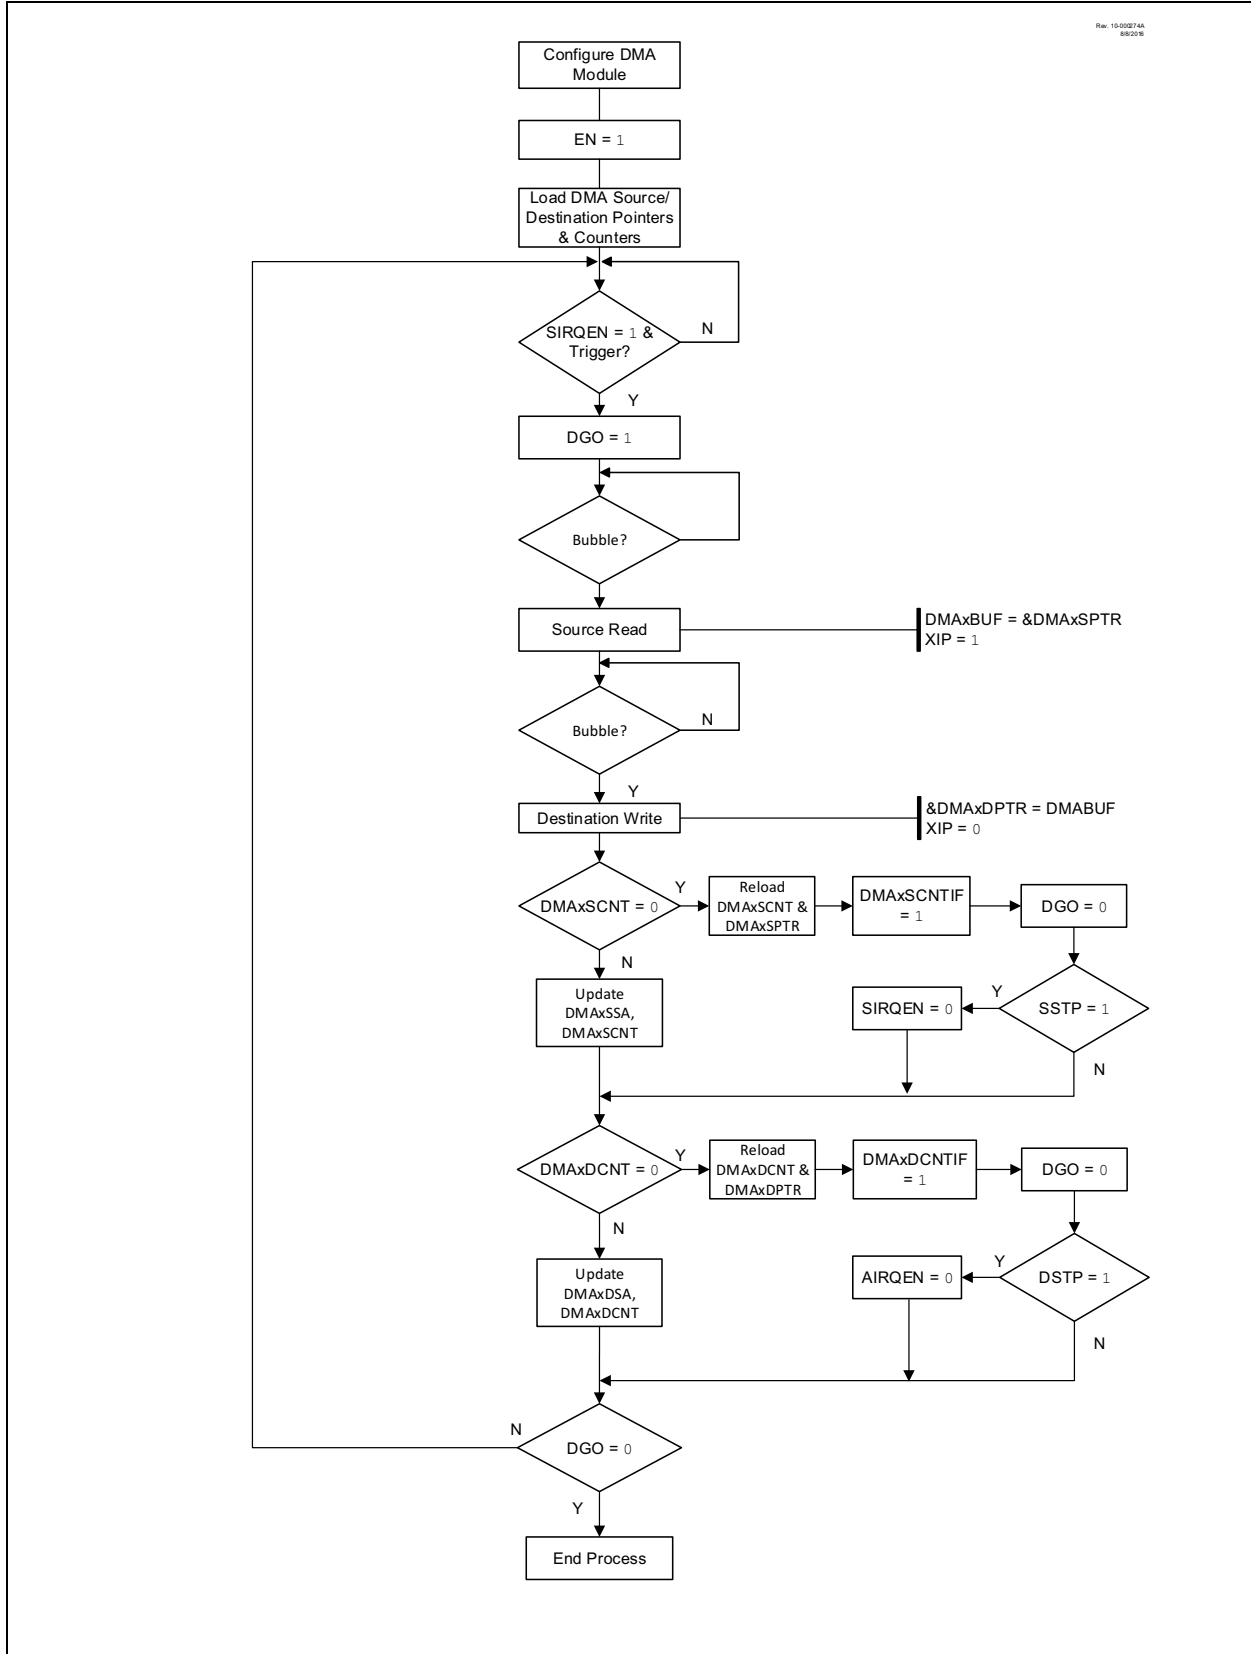 Rev. 10-000274A
8/8/2016
Configure DMA
Module
EN = 1
Load DMA Source/
Destination Pointers
& Counters
SIRQEN = 1 &
Trigger?
N
Y
DGO = 1
Bubble?
Source Read
DMAxBUF = &DMAxSPTR
XIP = 1
Bubble?
N
Y
Destination Write
&DMAxDPTR = DMABUF
XIP = 0
DMAxSCNT = 0
Y
Reload
DMAxSCNT &
DMAxSPTR
DMAxSCNTIF
= 1
DGO = 0
N
Update
DMAxSSA,
DMAxSCNT
SIRQEN = 0
Y
SSTP = 1
N
DMAxDCNT = 0
Y
Reload
DMAxDCNT &
DMAxDPTR
DMAxDCNTIF
= 1
DGO = 0
N
Update
DMAxDSA,
DMAxDCNT
AIRQEN = 0
Y
DSTP = 1
N
N
DGO = 0
Y
End Process